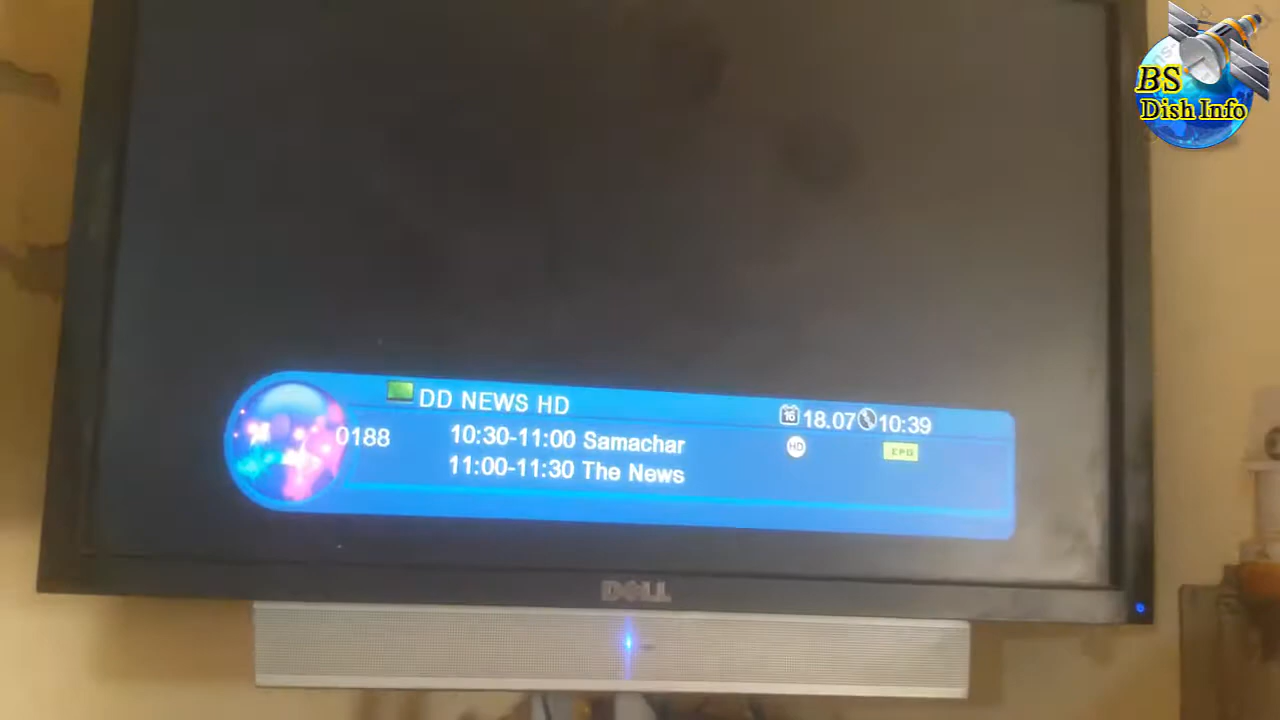 BS
Dish Info
DD NEWS HD
18.07 10:39
0188
10:30-11:00 Samachar
HD
EPG
11:00-11:30 The News
DELL